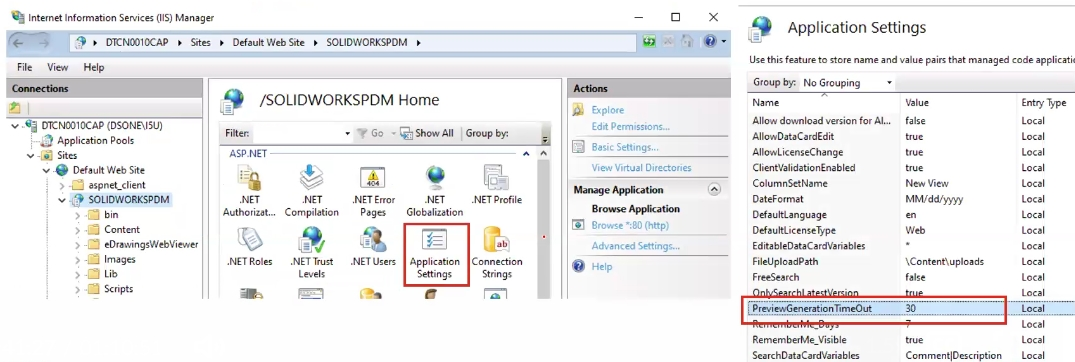 Internet Information Services (IIS) Manager
DTCN0010CAP Sites Default Web Site SOLIDWORKSPDM
File View Help
Connections
DTCN0010CAP (DSONE\I5U)
Application Pools
Sites
Default Web Site
aspnet_client
SOLIDWORKSPDM
bin
Content
eDrawingsWebViewer
Images
Lib
Scripts
/SOLIDWORKSPDM Home
Filter: Go Show All Group by:
ASP.NET
.NET Authorizat...
.NET Compilation
.NET Error Pages
.NET Globalization
.NET Profile
.NET Roles
.NET Trust Levels
.NET Users
Application Settings
Connection Strings
Actions
Explore
Edit Permissions...
Basic Settings...
View Virtual Directories
Manage Application
Browse Application
Browse *:80 (http)
Advanced Settings...
Help
Application Settings
Use this feature to store name and value pairs that managed code applicatio
Group by: No Grouping
Name Value Entry Type
Allow download version for Al... false Local
AllowDataCardEdit true Local
AllowLicenseChange true Local
ClientValidationEnabled true Local
ColumnSetName New View Local
DateFormat MM/dd/yyyy Local
DefaultLanguage en Local
DefaultLicenseType Web Local
EditableDataCardVariables * Local
FileUploadPath \Content\uploads Local
FreeSearch false Local
OnlySearchLatestVersion true Local
PreviewGenerationTimeOut 30 Local
RememberMe_Days 7 Local
RememberMe_Visible true Local
SearchDataCardVariables Comment|Description Local